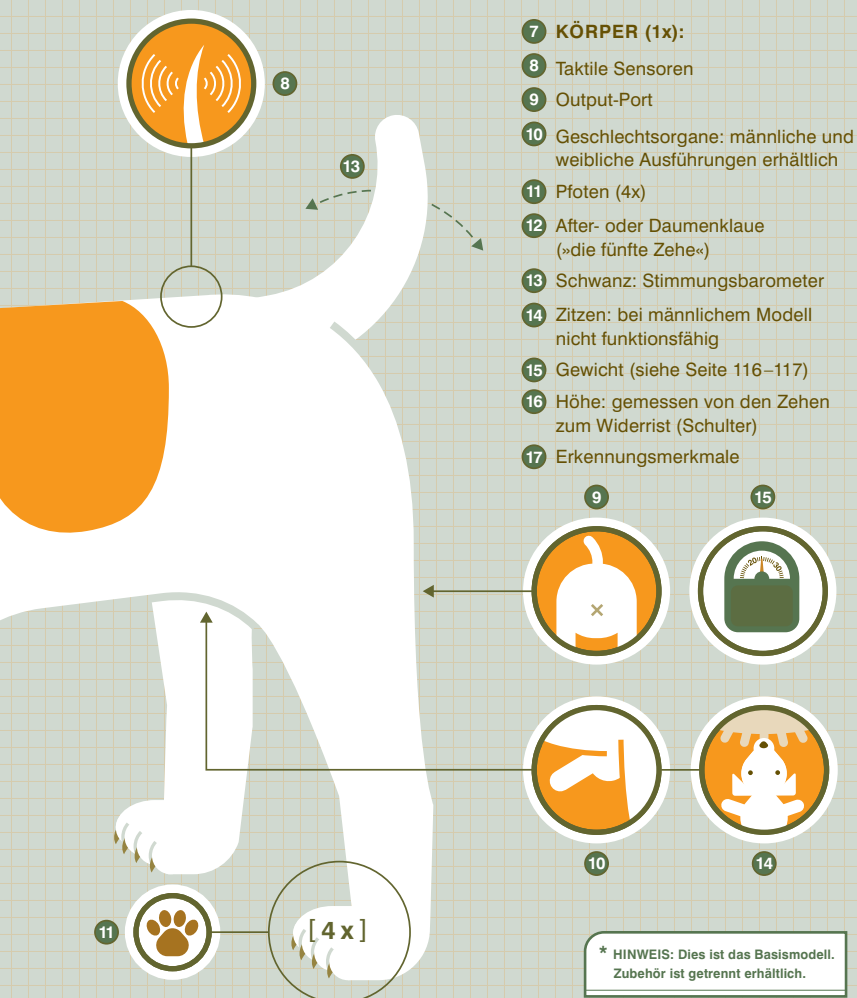 7 KÖRPER (1x):
8 Taktile Sensoren
9 Output-Port
10 Geschlechtsorgane: männliche und
weibliche Ausführungen erhältlich
11 Pfoten (4x)
12 After- oder Daumenklaue
(»die fünfte Zehe«)
13 Schwanz: Stimmungsbarometer
14 Zitzen: bei männlichem Modell
nicht funktionsfähig
15 Gewicht (siehe Seite 116–117)
16 Höhe: gemessen von den Zehen
zum Widerrist (Schulter)
17 Erkennungsmerkmale
8
13
9
15
20 30
10
14
11
[ 4 x ]
* HINWEIS: Dies ist das Basismodell.
Zubehör ist getrennt erhältlich.